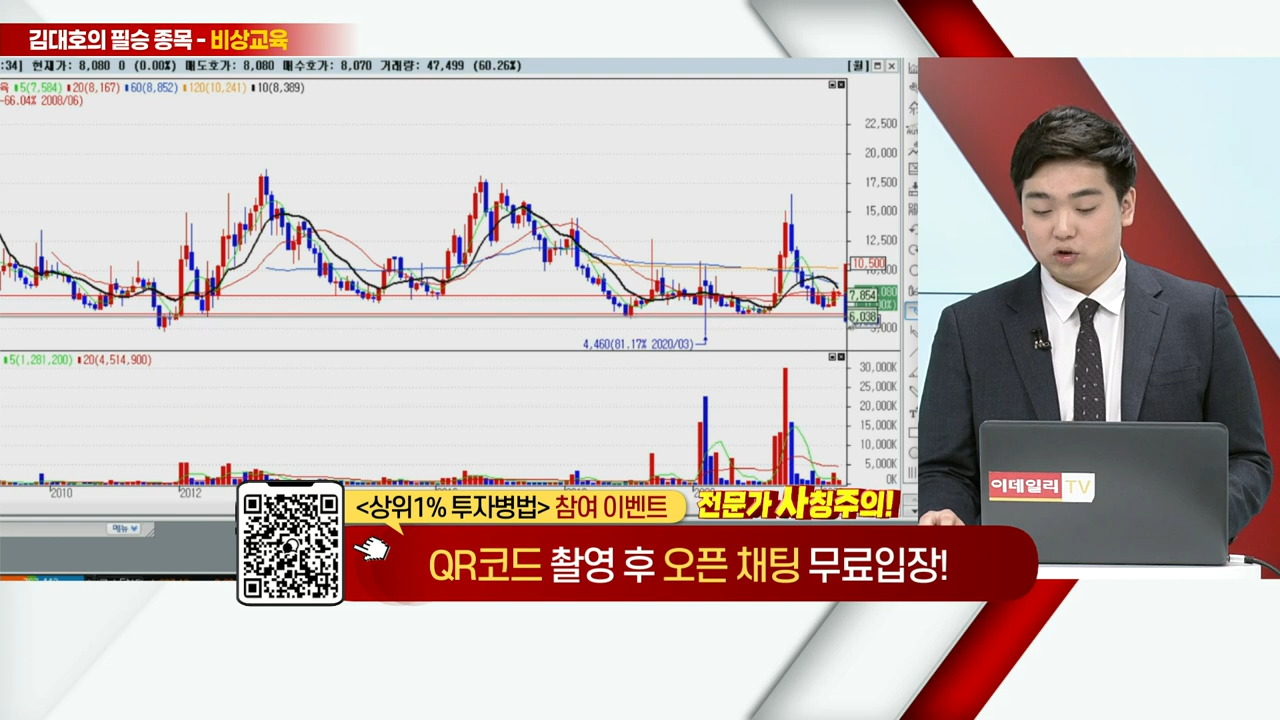 김대호의 필승 종목 - 비상교육
:34] 현재가: 8,080 0 (0.00%) 매도호가: 8,080 매수호가: 8,070 거래량: 47,499 (60.26%)
[월]
육 5(7,584) 20(8,167) 60(8,852) 120(10,241) 10(8,389)
-66.04% 2008/06)
22,500
20,000
17,500
15,000
12,500
10,500
7,854
6,038
4,460(81.17% 2020/03)
5(1,281,200) 20(4,514,900)
30,000K
25,000K
20,000K
15,000K
10,000K
5,000K
0K
2010
2012
메뉴
이데일리 TV
<상위1% 투자병법> 참여 이벤트
전문가 사칭주의!
QR코드 촬영 후 오픈 채팅 무료입장!